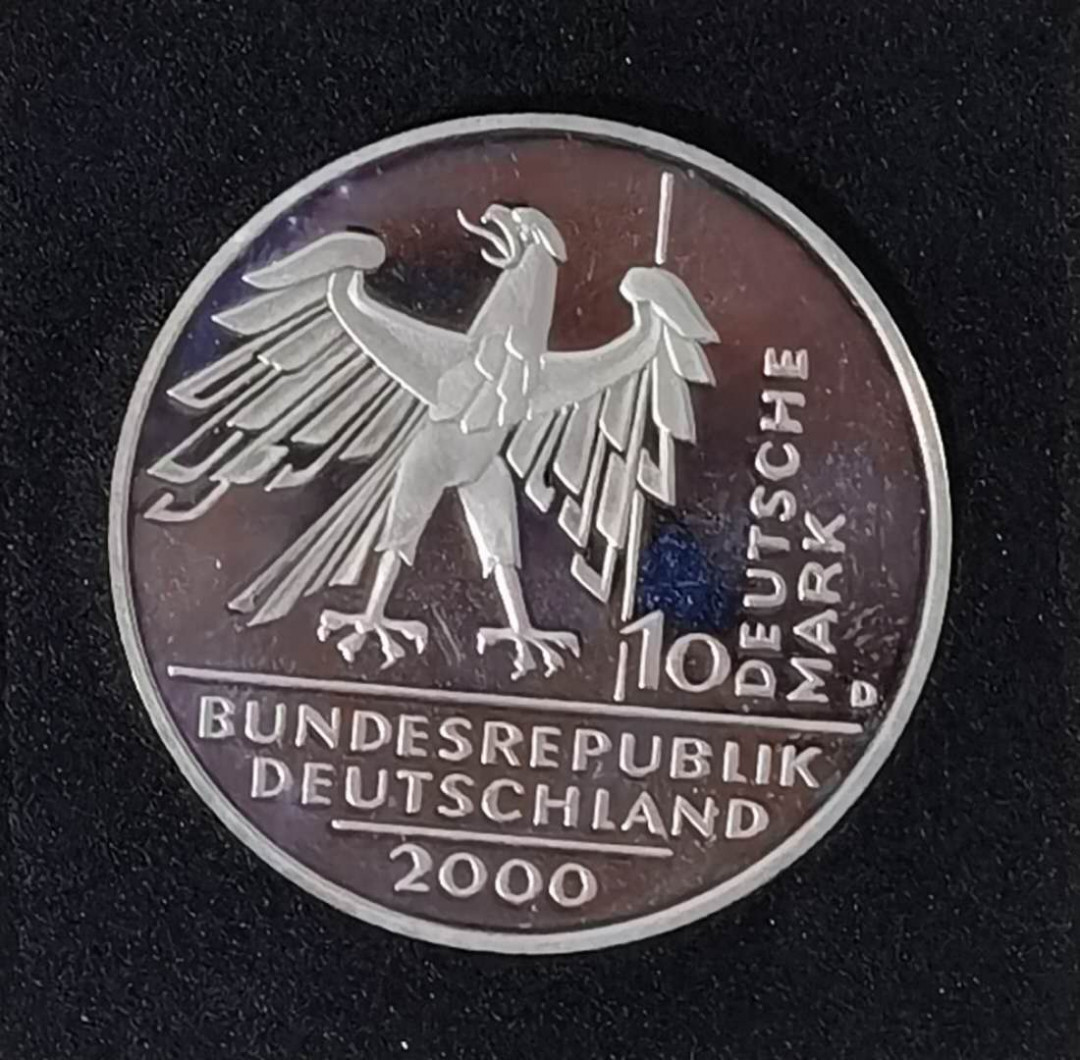 10
DEUTSCHE
MARK
D
BUNDESREPUBLIK
DEUTSCHLAND
2000